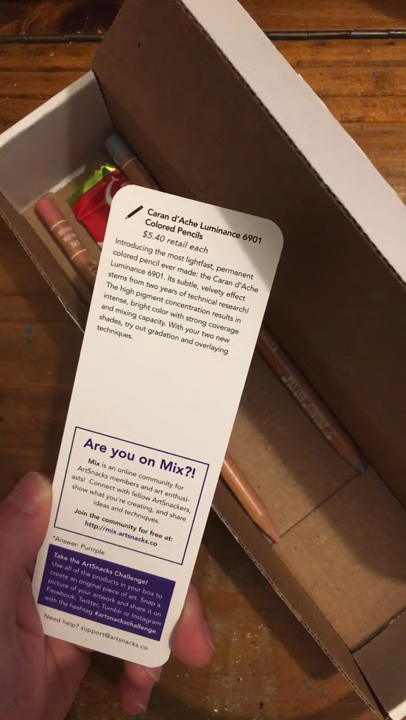 Caran d'Ache Luminance 6901
Colored Pencils
$5.40 retail each
Introducing the most lightfast, permanent
colored pencil ever made: the Caran d'Ache
Luminance 6901. Its subtle, velvety effect
stems from two years of technical research!
The high pigment concentration results in
intense, bright color with strong coverage
and mixing capacity. With your two new
shades, try out gradation and overlaying
techniques.
Are you on Mix?!
Mix is an online community for
ArtSnacks members and art enthusi-
asts! Connect with fellow ArtSnackers,
show what you're creating, and share
ideas and techniques.
Join the community for free at:
http://mix.artsnacks.co
*Answer: Purrrple
Take the ArtSnacks Challenge!
Use all of the products in your box to
create an original piece of art. Snap a
picture of your artwork and share it on
Facebook, Twitter, Tumblr or Instagram
with the hashtag #artsnackschallenge
Need help? support@artsnacks.co